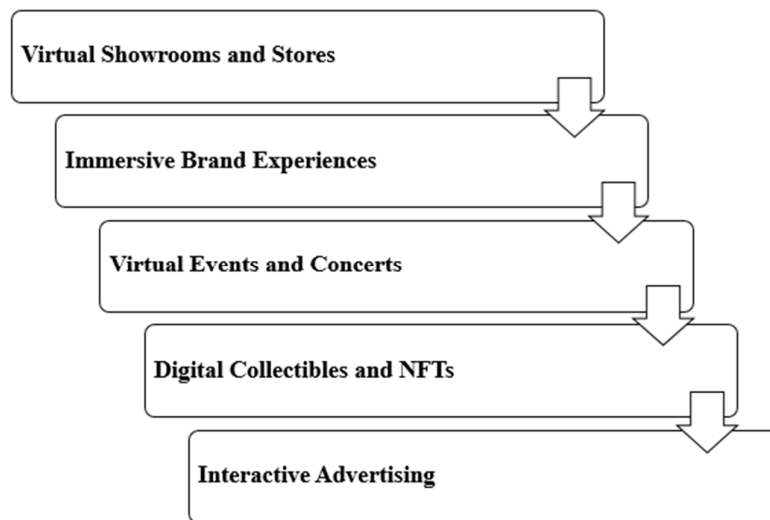 Virtual Showrooms and Stores
Immersive Brand Experiences
Virtual Events and Concerts
Digital Collectibles and NFTs
Interactive Advertising